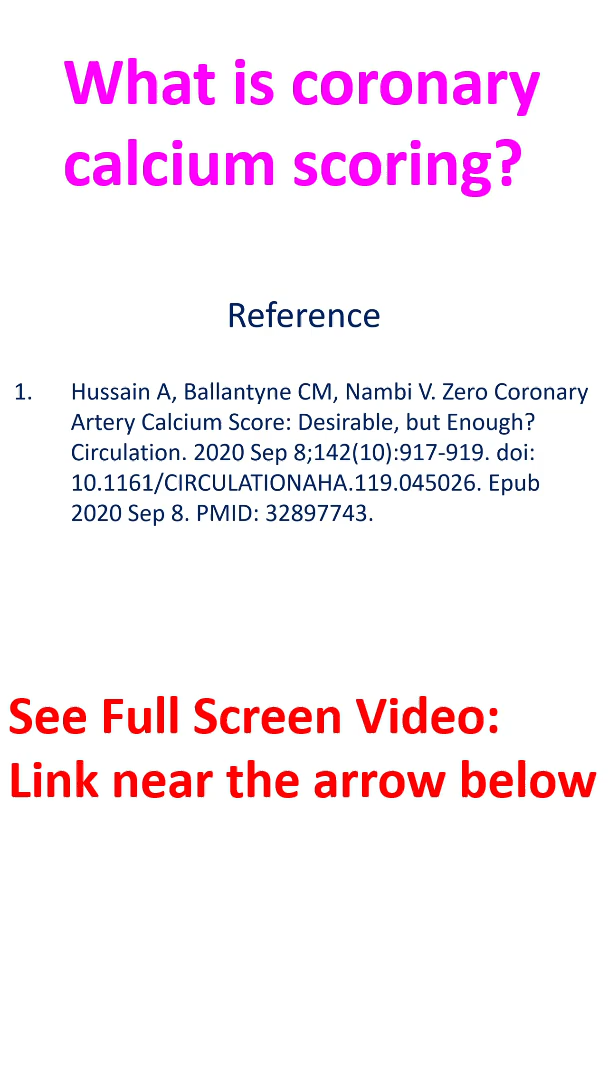 What is coronary
calcium scoring?
Reference
1. Hussain A, Ballantyne CM, Nambi V. Zero Coronary
Artery Calcium Score: Desirable, but Enough?
Circulation. 2020 Sep 8;142(10):917-919. doi:
10.1161/CIRCULATIONAHA.119.045026. Epub
2020 Sep 8. PMID: 32897743.
See Full Screen Video:
Link near the arrow below